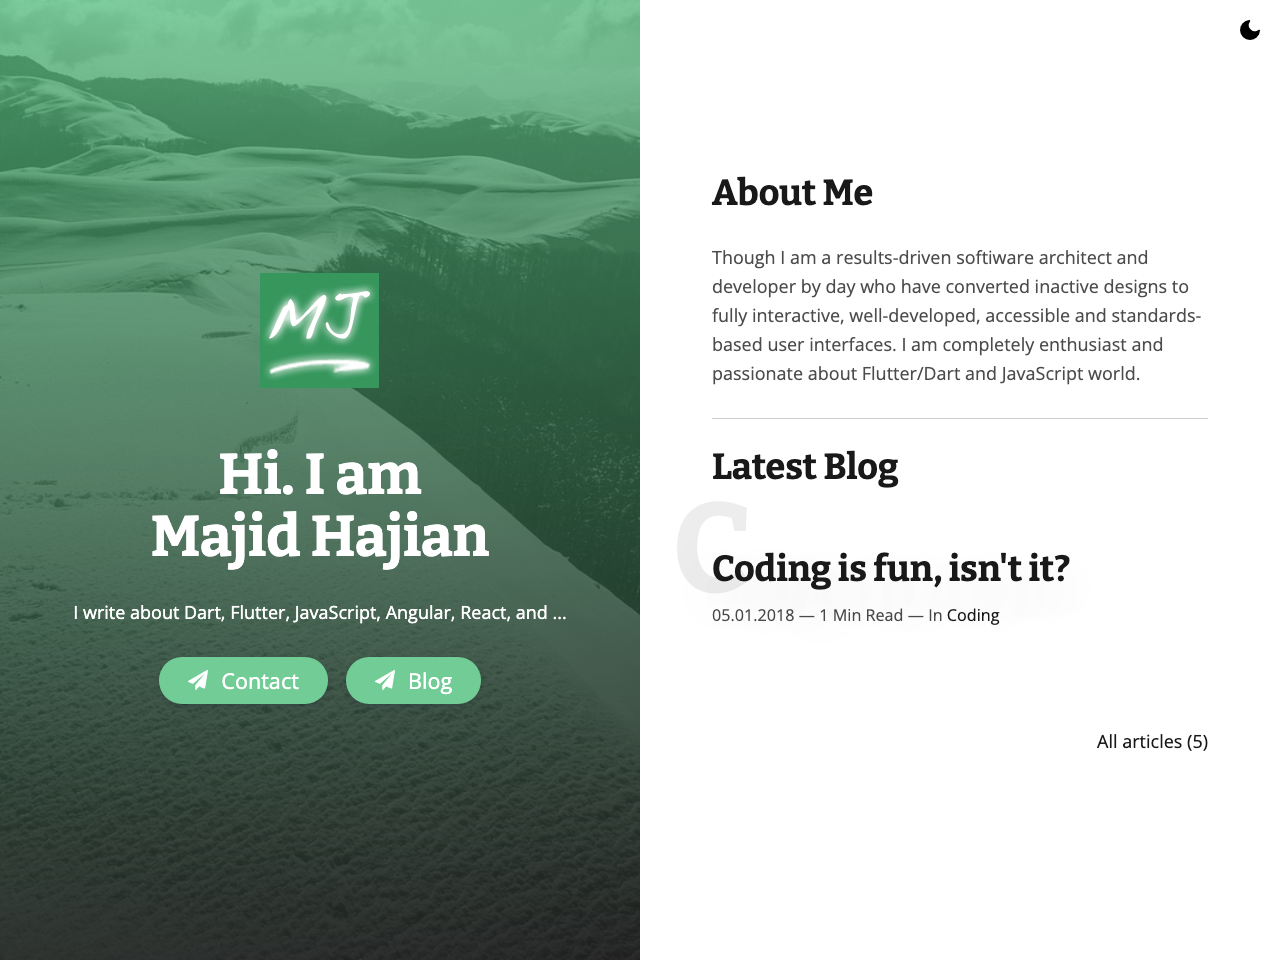 MJ
Hi. I am
Majid Hajian
I write about Dart, Flutter, JavaScript, Angular, React, and ...
Contact
Blog
About Me
Though I am a results-driven softiware architect and
developer by day who have converted inactive designs to
fully interactive, well-developed, accessible and standards-
based user interfaces. I am completely enthusiast and
passionate about Flutter/Dart and JavaScript world.
Latest Blog
C
Coding is fun, isn't it?
05.01.2018 — 1 Min Read — In Coding
All articles (5)